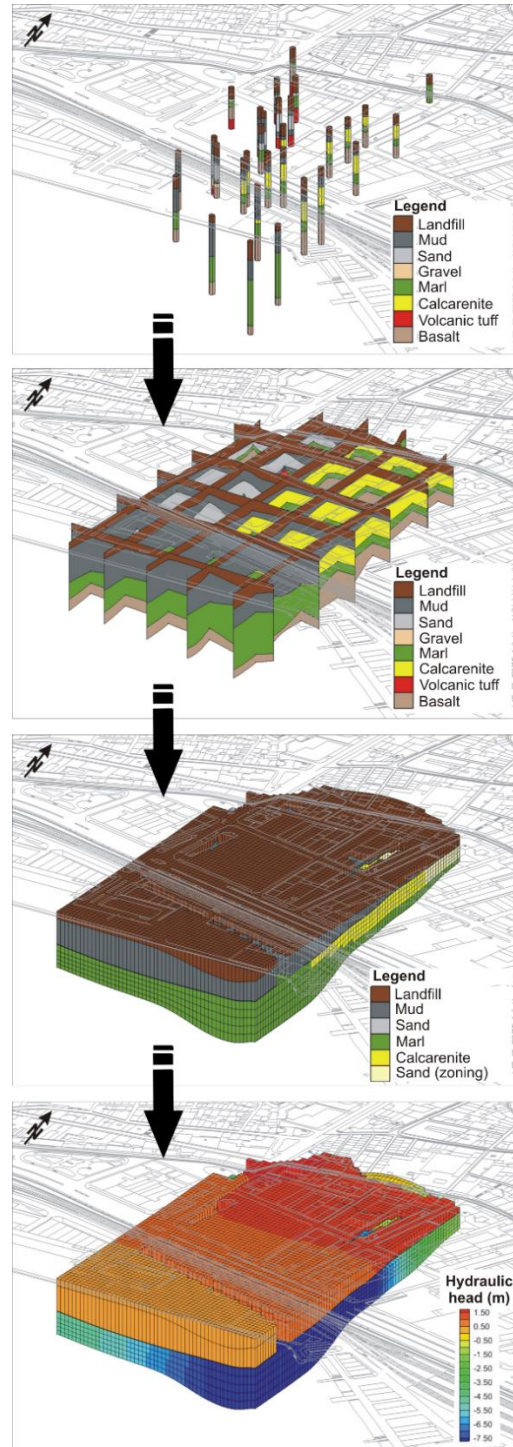 N
Legend
Landfill
Mud
Sand
Gravel
Marl
Calcarenite
Volcanic tuff
Basalt
N
Legend
Landfill
Mud
Sand
Gravel
Marl
Calcarenite
Volcanic tuff
Basalt
N
Legend
Landfill
Mud
Sand
Marl
Calcarenite
Sand (zoning)
N
Hydraulic
head (m)
1.50
0.50
-0.50
-1.50
-2.50
-3.50
-4.50
-5.50
-6.50
-7.50